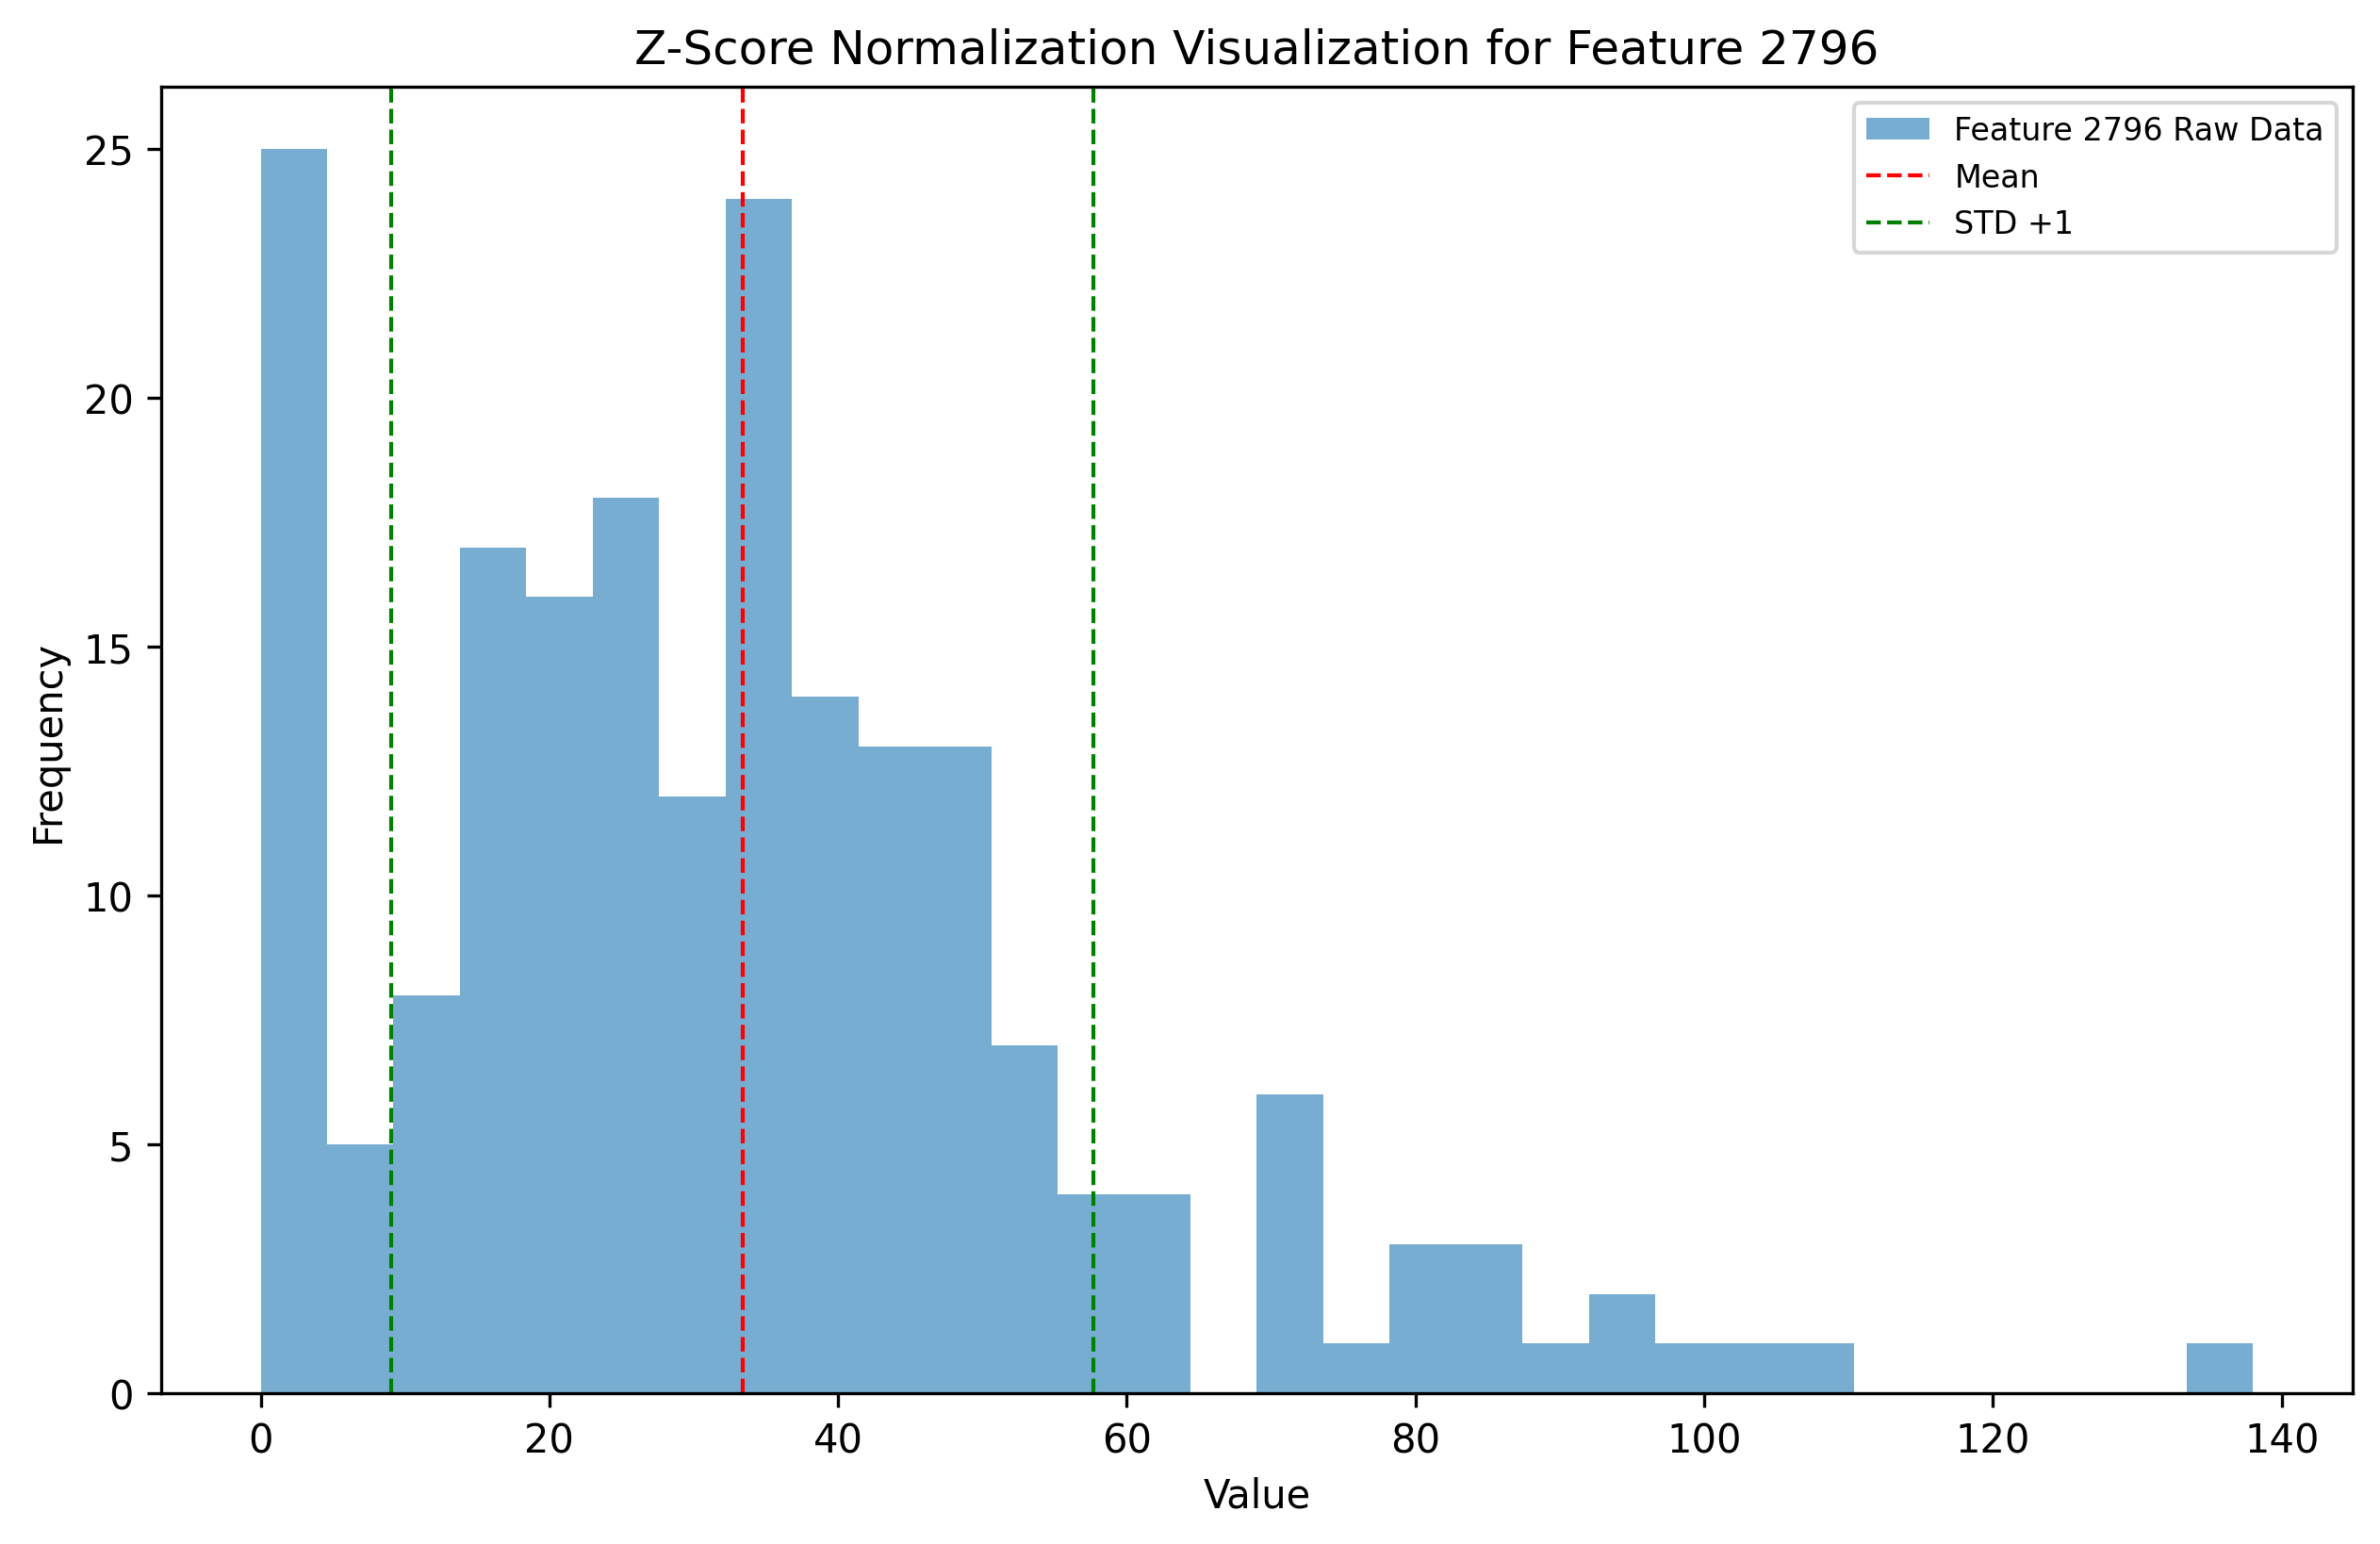 Z-Score Normalization Visualization for Feature 2796
Feature 2796 Raw Data
Mean
STD +1
Frequency
25
20
15
10
5
0
0 20 40 60 80 100 120 140
Value